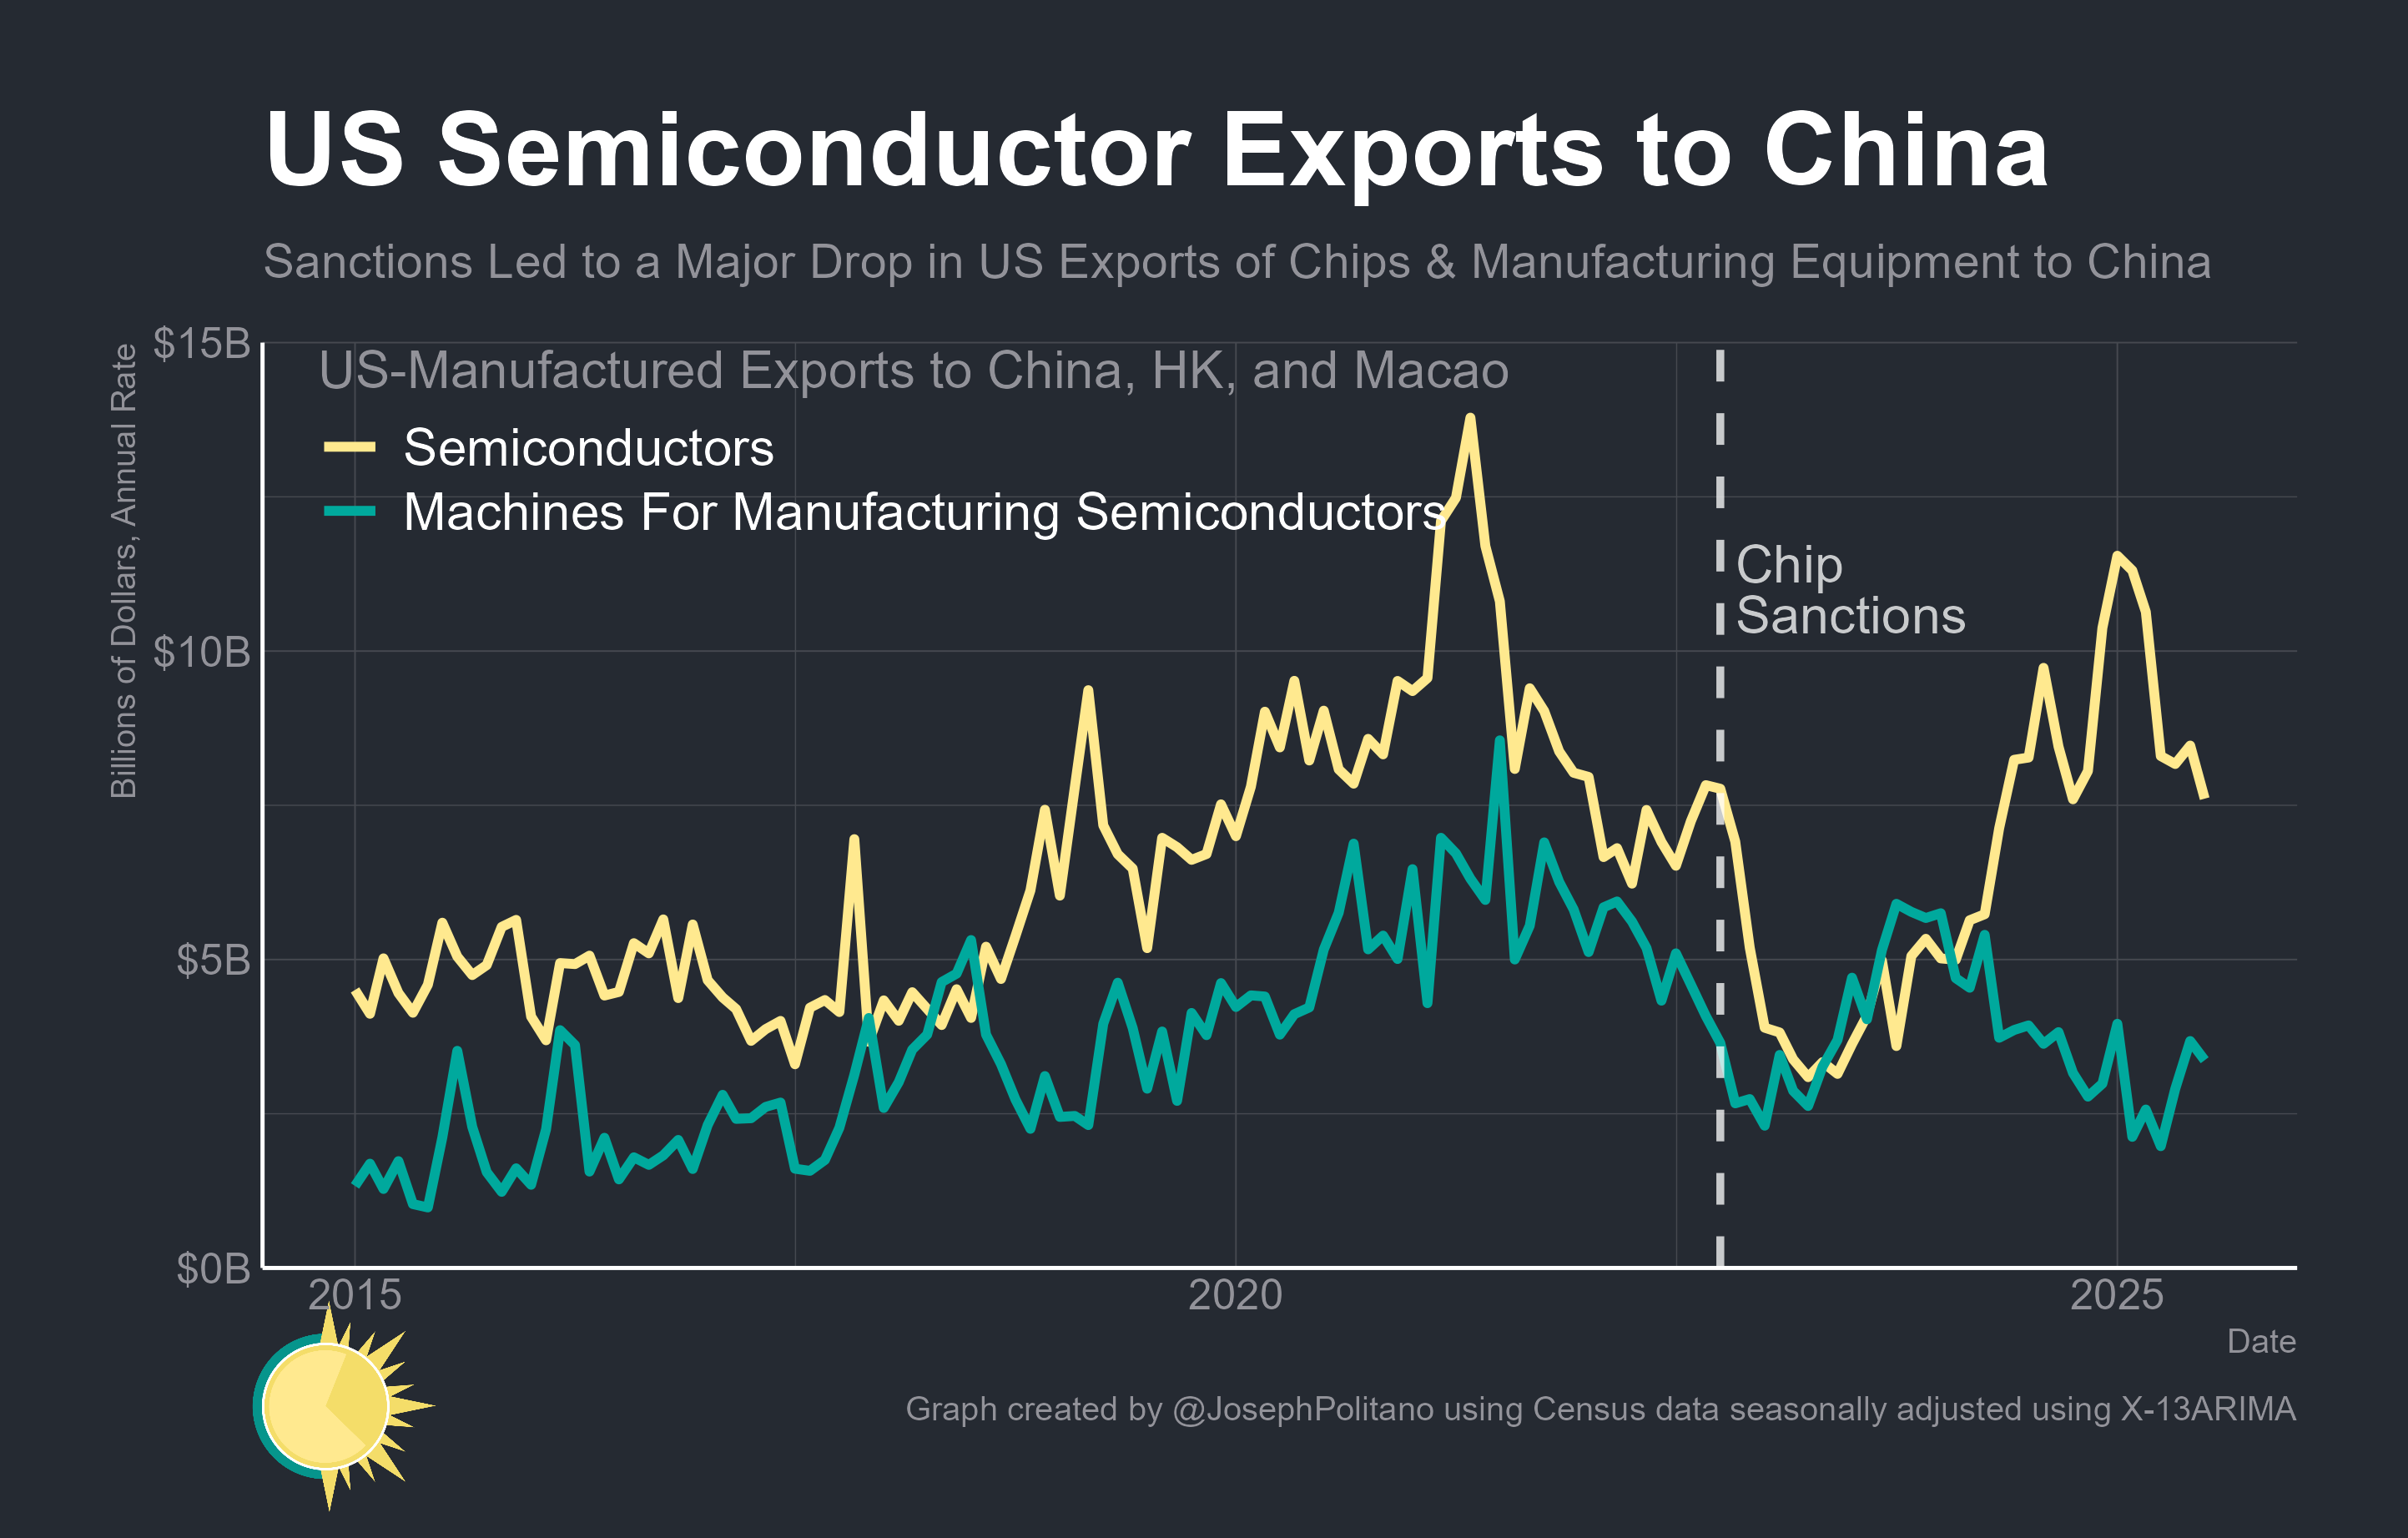 US Semiconductor Exports to China
Sanctions Led to a Major Drop in US Exports of Chips & Manufacturing Equipment to China
Billions of Dollars, Annual Rate
$15B
$10B
$5B
$0B
US-Manufactured Exports to China, HK, and Macao
Semiconductors
Machines For Manufacturing Semiconductors
Chip
Sanctions
2015
2020
2025
Date
Graph created by @JosephPolitano using Census data seasonally adjusted using X-13ARIMA